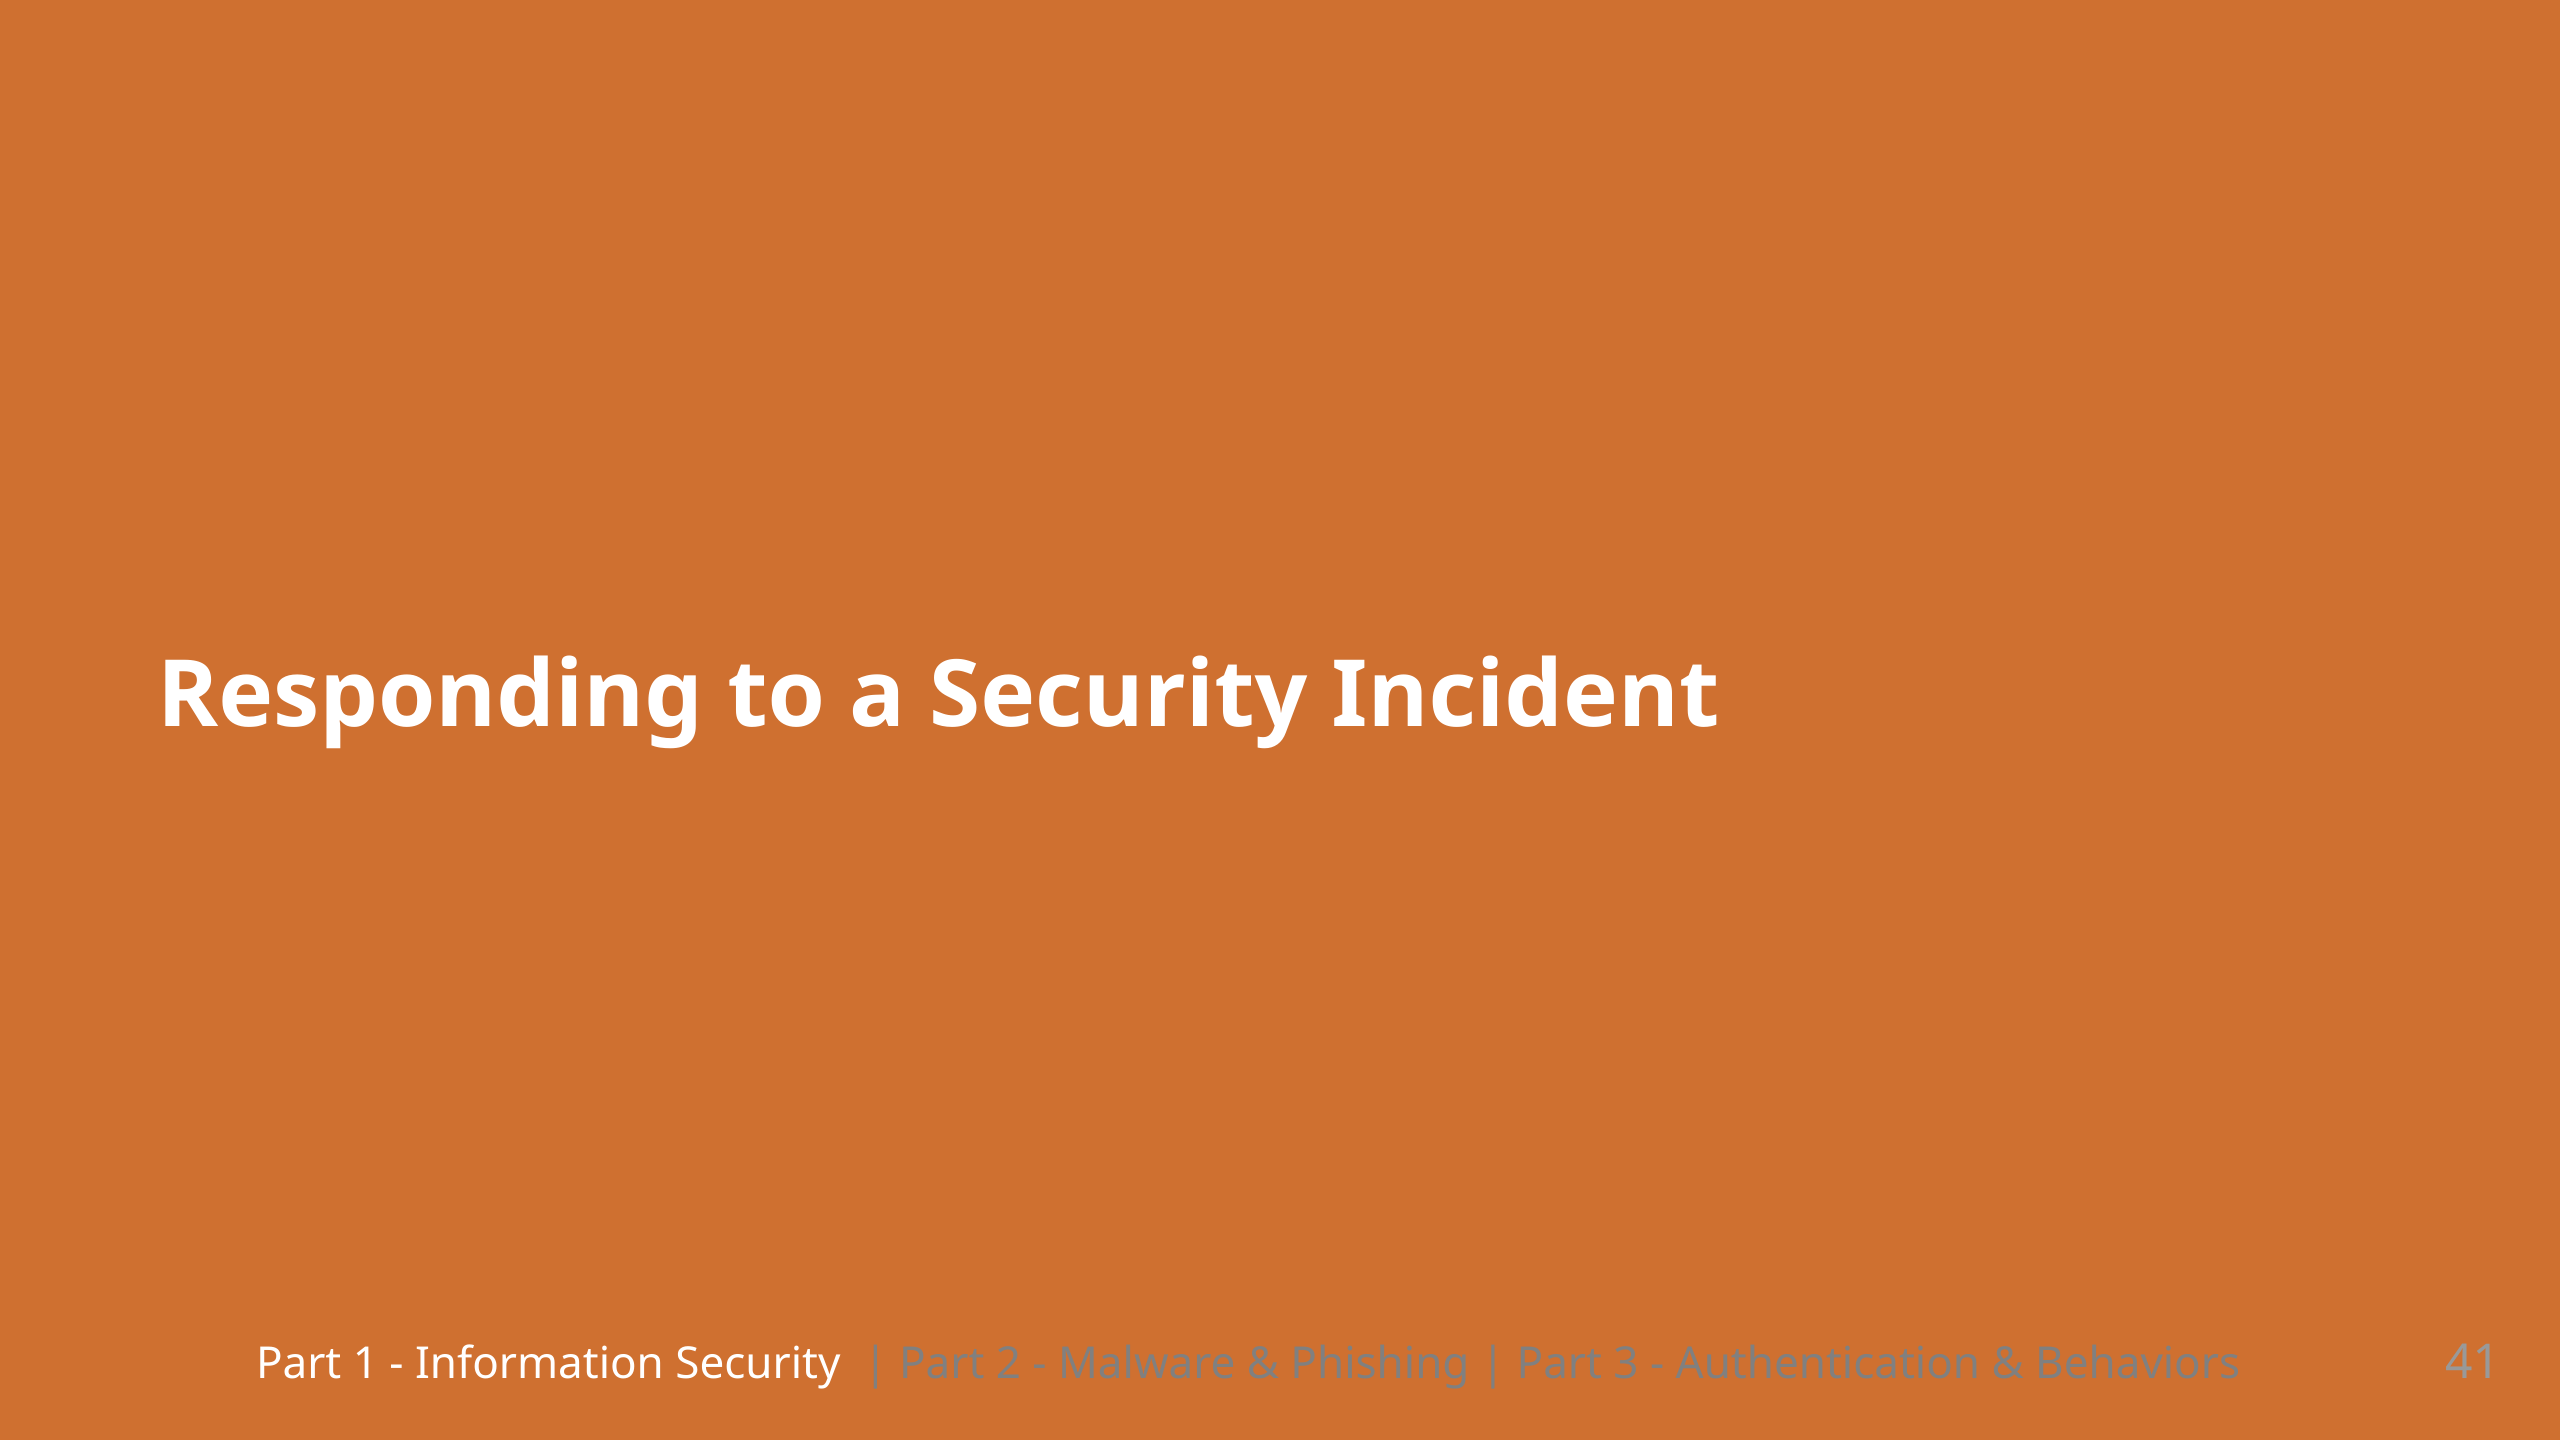 Responding to a Security Incident
Part 1 - Information Security | Part 2 - Malware & Phishing | Part 3 - Authentication & Behaviors
41